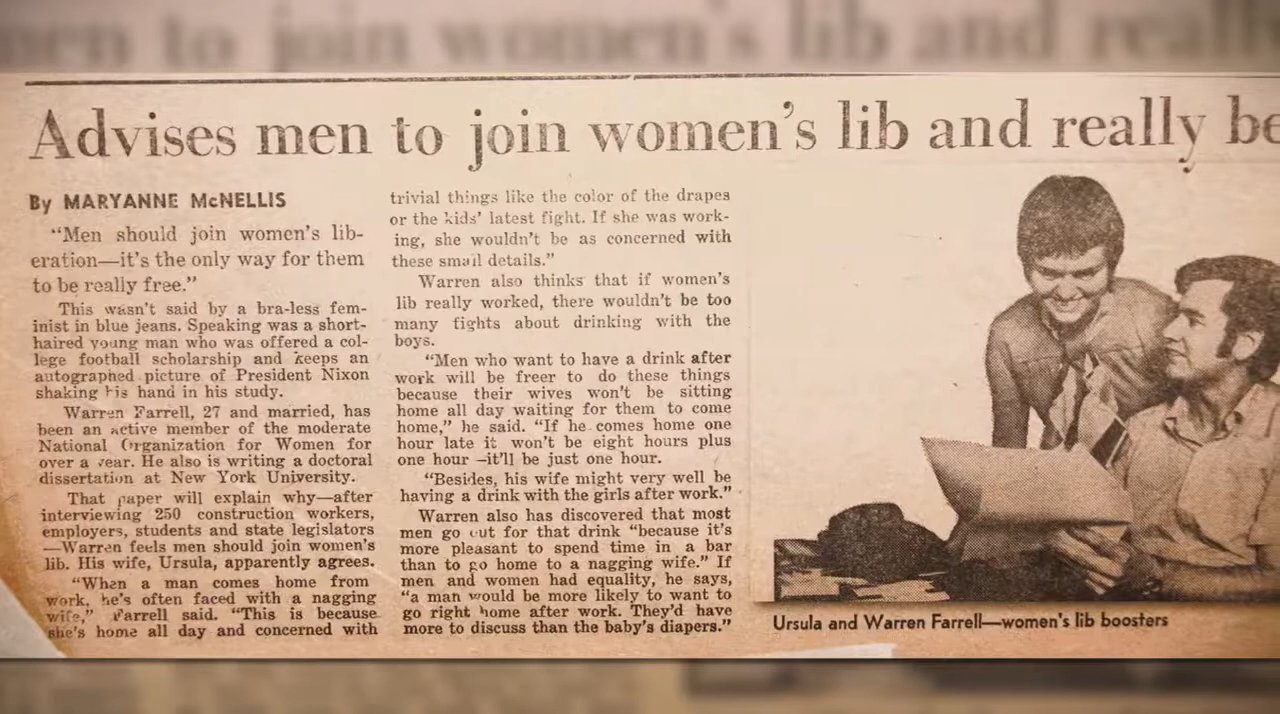 men to join women's lib and really
Advises men to join women's lib and really be
By MARYANNE McNELLIS
"Men should join women's lib-
eration—it's the only way for them
to be really free."
This wasn't said by a bra-less fem-
inist in blue jeans. Speaking was a short-
haired young man who was offered a col-
lege football scholarship and keeps an
autographed picture of President Nixon
shaking his hand in his study.
Warren Farrell, 27 and married, has
been an active member of the moderate
National Organization for Women for
over a year. He also is writing a doctoral
dissertation at New York University.
That paper will explain why—after
interviewing 250 construction workers,
employers, students and state legislators
—Warren feels men should join women's
lib. His wife, Ursula, apparently agrees.
"When a man comes home from
work, he's often faced with a nagging
wife," Farrell said. "This is because
she's home all day and concerned with
trivial things like the color of the drapes
or the kids' latest fight. If she was work-
ing, she wouldn't be as concerned with
these small details."
Warren also thinks that if women's
lib really worked, there wouldn't be too
many fights about drinking with the
boys.
"Men who want to have a drink after
work will be freer to do these things
because their wives won't be sitting
home all day waiting for them to come
home," he said. "If he comes home one
hour late it won't be eight hours plus
one hour —it'll be just one hour.
"Besides, his wife might very well be
having a drink with the girls after work."
Warren also has discovered that most
men go out for that drink "because it's
more pleasant to spend time in a bar
than to go home to a nagging wife." If
men and women had equality, he says,
"a man would be more likely to want to
go right home after work. They'd have
more to discuss than the baby's diapers."
Ursula and Warren Farrell—women's lib boosters